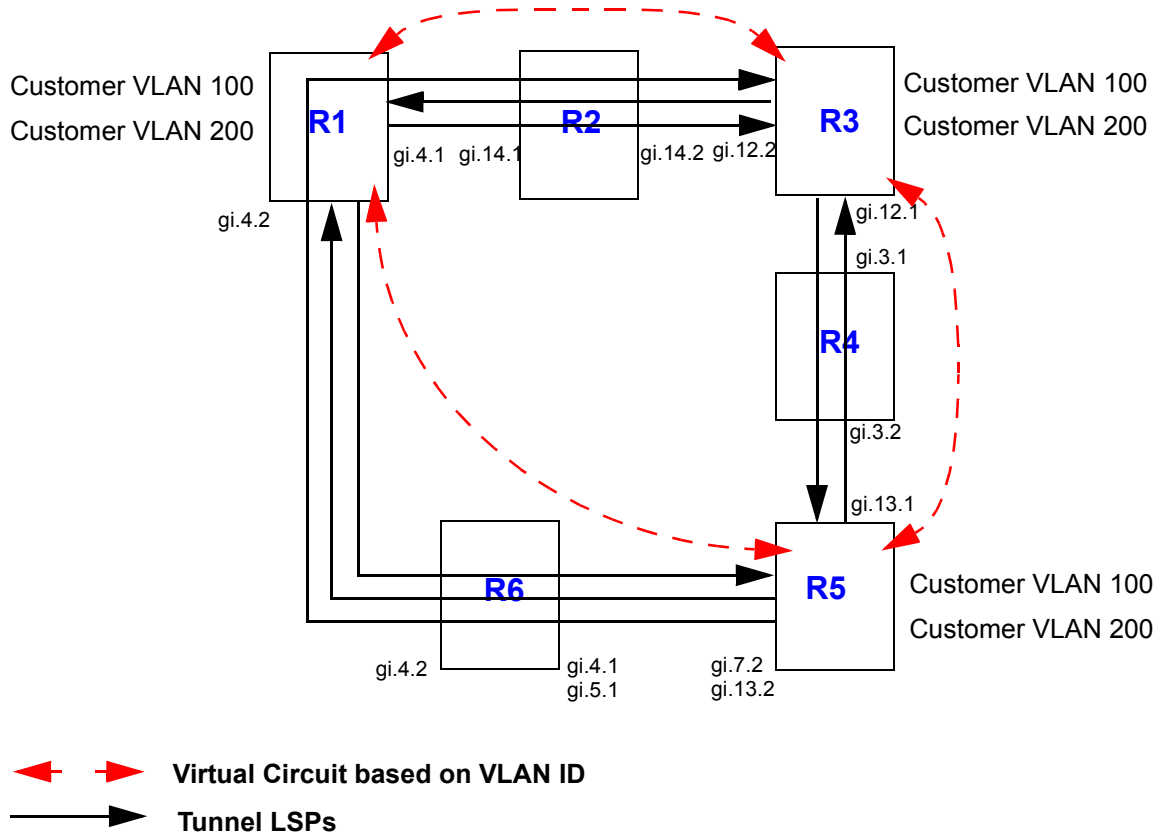 Customer VLAN 100
Customer VLAN 200
R1
R2
R3
Customer VLAN 100
Customer VLAN 200
gi.4.1
gi.14.1
gi.14.2
gi.12.2
gi.4.2
gi.12.1
gi.3.1
R4
gi.3.2
gi.13.1
R6
R5
Customer VLAN 100
Customer VLAN 200
gi.4.2
gi.4.1
gi.5.1
gi.7.2
gi.13.2
Virtual Circuit based on VLAN ID
Tunnel LSPs